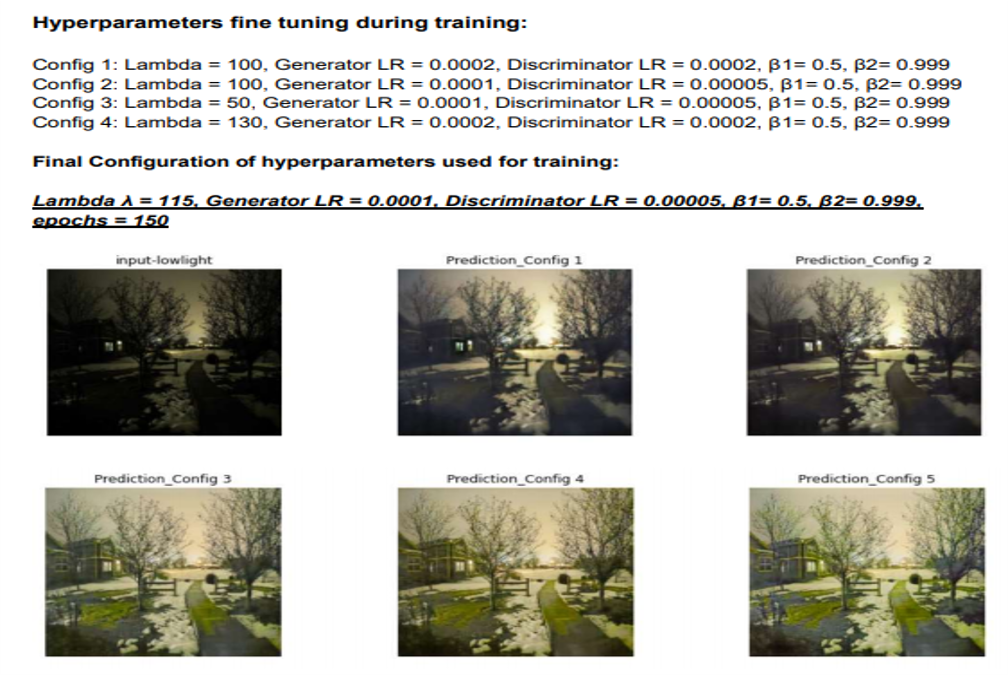 Hyperparameters fine tuning during training:
Config 1: Lambda = 100, Generator LR = 0.0002, Discriminator LR = 0.0002, β1= 0.5, β2= 0.999
Config 2: Lambda = 100, Generator LR = 0.0001, Discriminator LR = 0.00005, β1= 0.5, β2= 0.999
Config 3: Lambda = 50, Generator LR = 0.0001, Discriminator LR = 0.00005, β1= 0.5, β2= 0.999
Config 4: Lambda = 130, Generator LR = 0.0002, Discriminator LR = 0.0002, β1= 0.5, β2= 0.999
Final Configuration of hyperparameters used for training:
Lambda λ = 115, Generator LR = 0.0001, Discriminator LR = 0.00005, β1= 0.5, β2= 0.999,
epochs = 150
input-lowlight
Prediction_Config 1
Prediction_Config 2
Prediction_Config 3
Prediction_Config 4
Prediction_Config 5